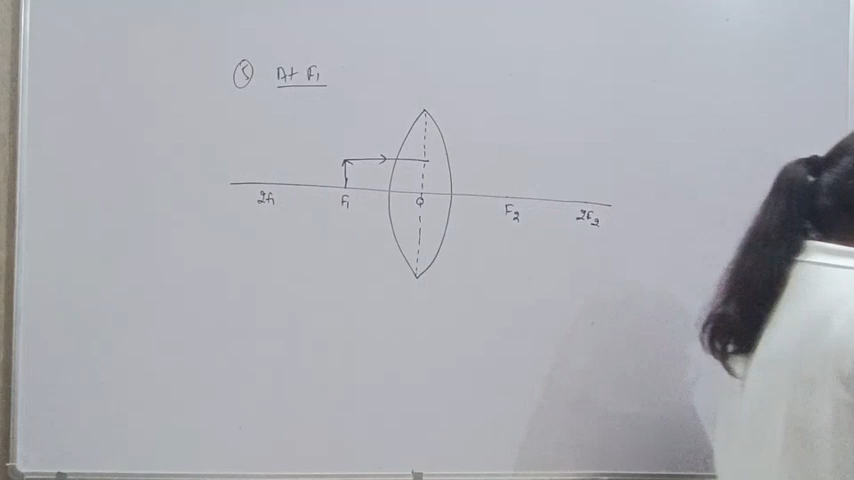 ⑤ At F₁
2F₁ F₁ O F₂ 2F₂